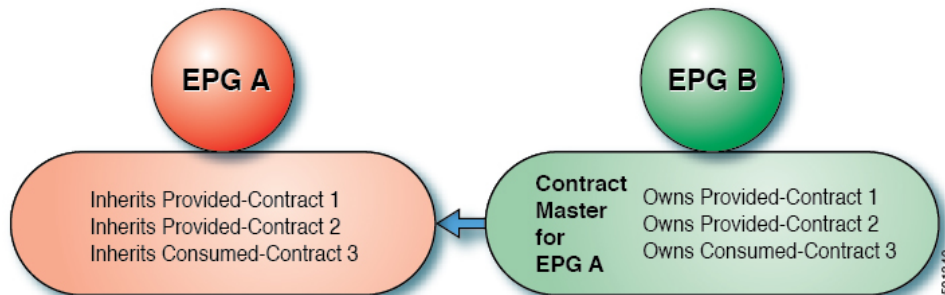 EPG A
EPG B
Inherits Provided-Contract 1
Inherits Provided-Contract 2
Inherits Consumed-Contract 3
Contract
Master
for
EPG A
Owns Provided-Contract 1
Owns Provided-Contract 2
Owns Consumed-Contract 3